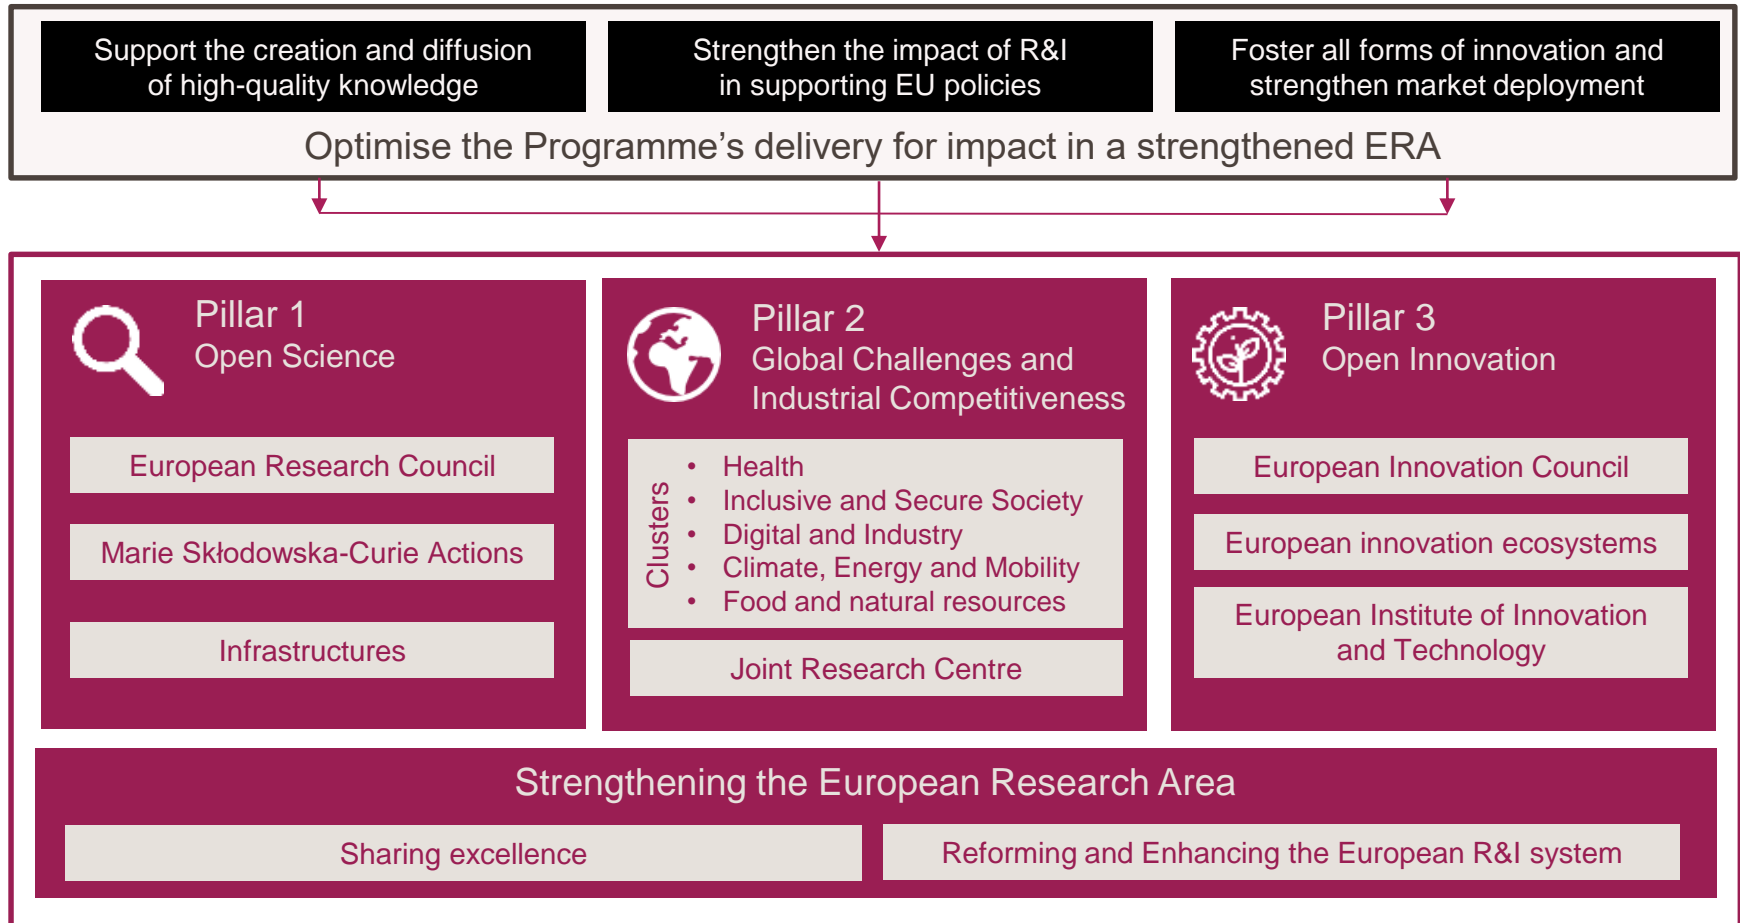 Support the creation and diffusion
of high-quality knowledge
Strengthen the impact of R&I
in supporting EU policies
Foster all forms of innovation and
strengthen market deployment
Optimise the Programme’s delivery for impact in a strengthened ERA
Pillar 1
Open Science
European Research Council
Marie Skłodowska-Curie Actions
Infrastructures
Pillar 2
Global Challenges and
Industrial Competitiveness
Clusters
• Health
• Inclusive and Secure Society
• Digital and Industry
• Climate, Energy and Mobility
• Food and natural resources
Joint Research Centre
Pillar 3
Open Innovation
European Innovation Council
European innovation ecosystems
European Institute of Innovation
and Technology
Strengthening the European Research Area
Sharing excellence
Reforming and Enhancing the European R&I system